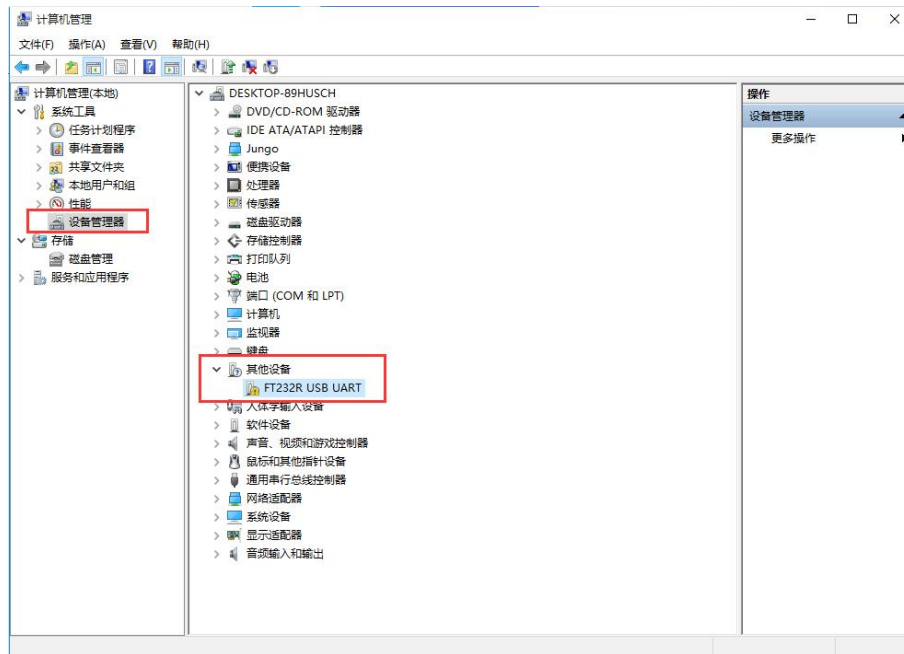 计算机管理
文件(F) 操作(A) 查看(V) 帮助(H)
计算机管理(本地)
系统工具
任务计划程序
事件查看器
共享文件夹
本地用户和组
性能
设备管理器
存储
磁盘管理
服务和应用程序
DESKTOP-89HUSCH
DVD/CD-ROM 驱动器
IDE ATA/ATAPI 控制器
Jungo
便携设备
处理器
传感器
磁盘驱动器
存储控制器
打印队列
电池
端口 (COM 和 LPT)
计算机
监视器
键盘
其他设备
FT232R USB UART
人体学输入设备
软件设备
声音、视频和游戏控制器
鼠标和其他指针设备
通用串行总线控制器
网络适配器
系统设备
显示适配器
音频输入和输出
操作
设备管理器
更多操作